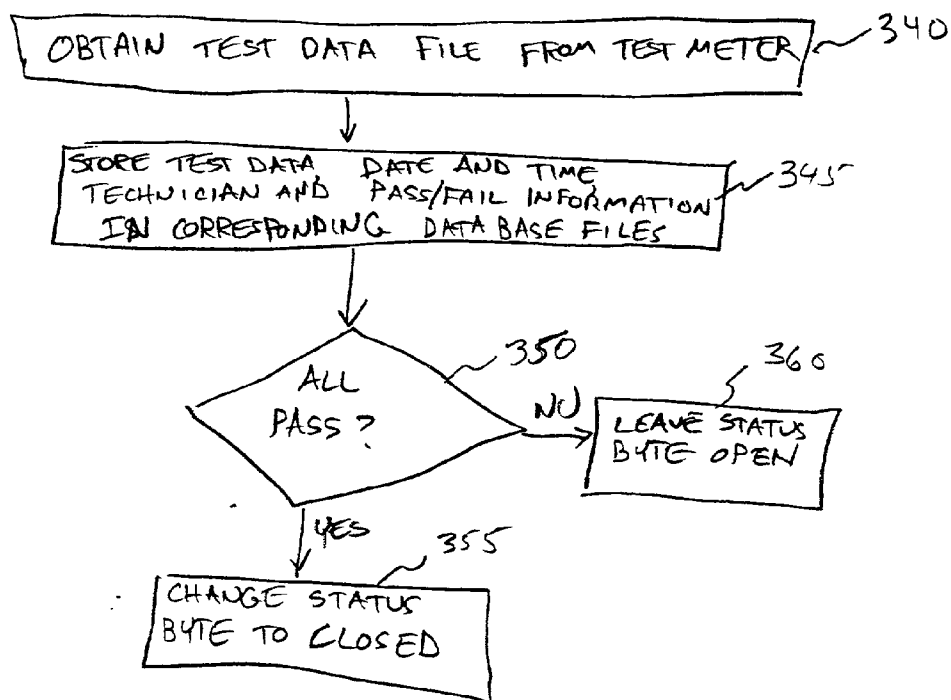 OBTAIN TEST DATA FILE FROM TEST METER
340
STORE TEST DATA, DATE AND TIME,
TECHNICIAN AND PASS/FAIL INFORMATION
IN CORRESPONDING DATA BASE FILES
345
ALL
PASS?
350
NO
360
LEAVE STATUS
BYTE OPEN
YES
355
CHANGE STATUS
BYTE TO CLOSED